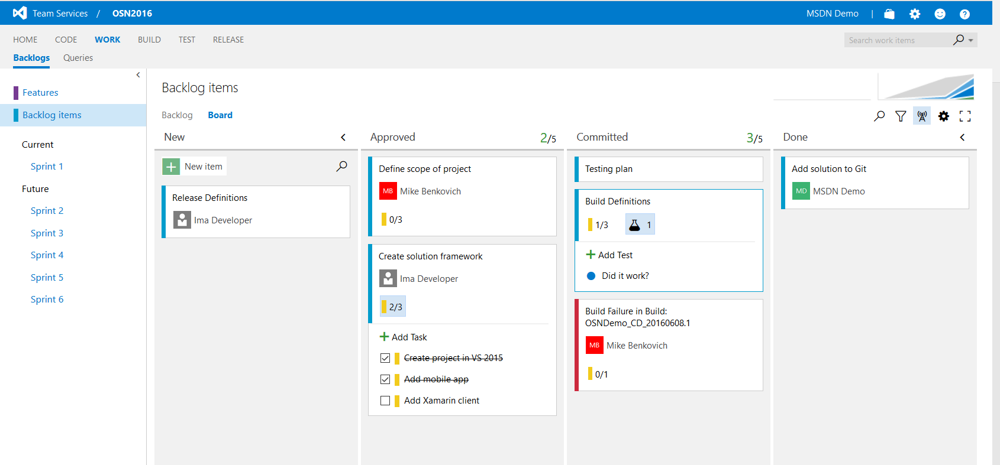 Team Services / OSN2016 MSDN Demo |
HOME CODE WORK BUILD TEST RELEASE Search work items
Backlogs Queries
Features
Backlog items
Current
Sprint 1
Future
Sprint 2
Sprint 3
Sprint 4
Sprint 5
Sprint 6
Backlog items
Backlog Board
New
New item
Release Definitions
Ima Developer
Approved 2/5
Define scope of project
MB Mike Benkovich
0/3
Create solution framework
Ima Developer
2/3
Add Task
Create project in VS 2015
Add mobile app
Add Xamarin client
Committed 3/5
Testing plan
Build Definitions
1/3 1
Add Test
Did it work?
Build Failure in Build:
OSNDemo_CD_20160608.1
MB Mike Benkovich
0/1
Done
Add solution to Git
MD MSDN Demo